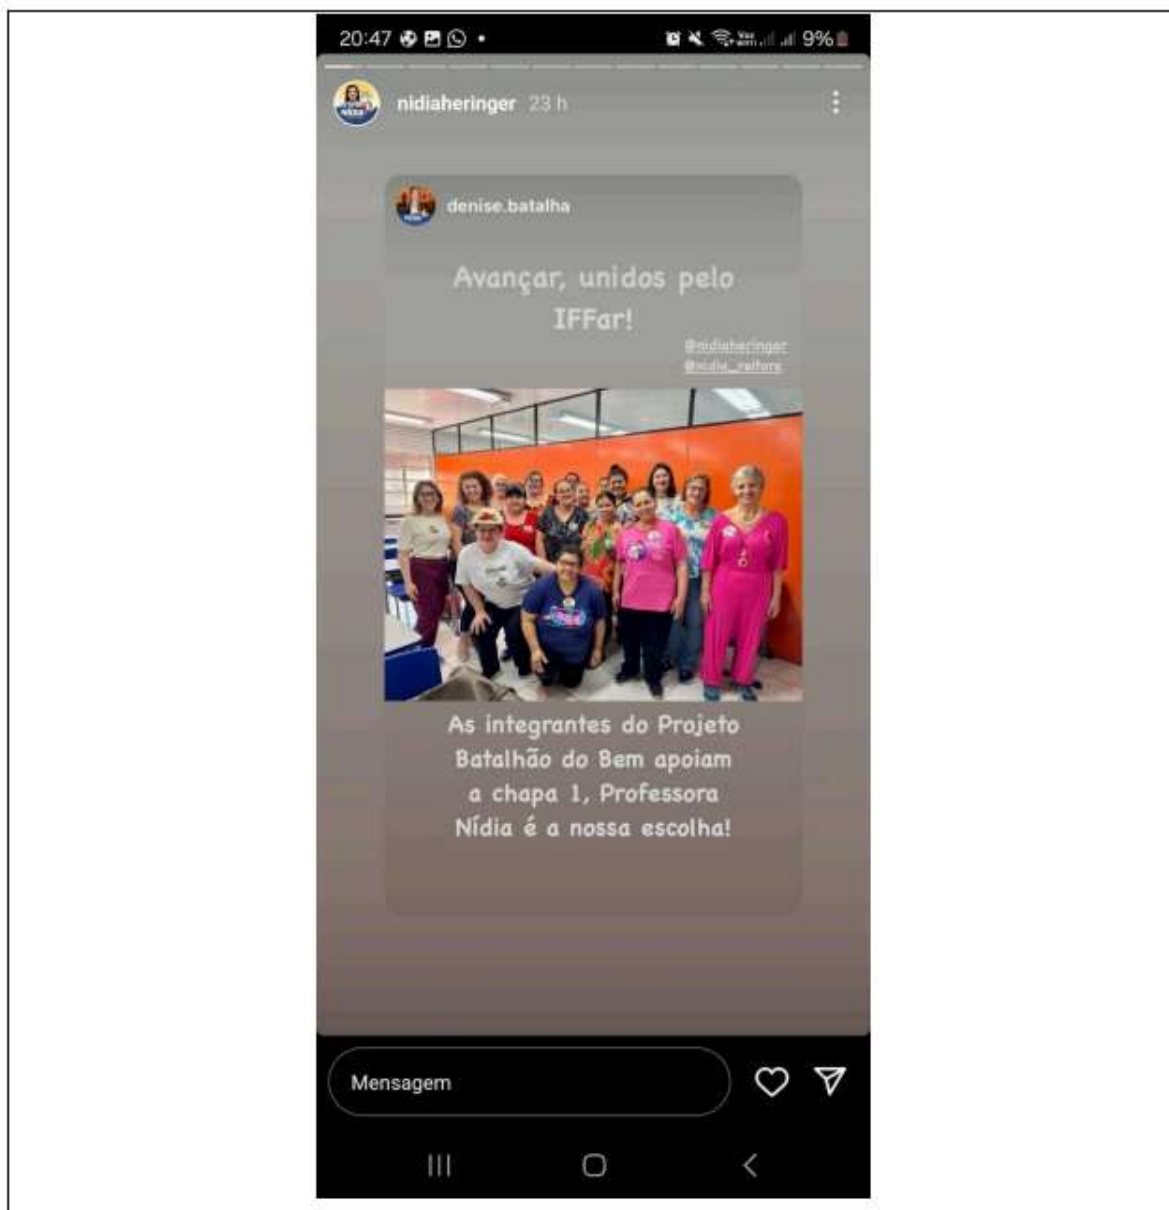 20:47
9%
nidiaheringer 23 h
denise.batalha
Avançar, unidos pelo
IFFar!
@nidiaheringer
@nidia_reitora
As integrantes do Projeto
Batalhão do Bem apoiam
a chapa 1, Professora
Nídia é a nossa escolha!
Mensagem